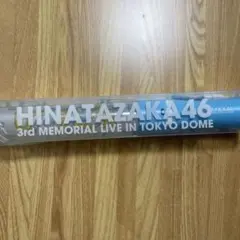 HINATAZAKA46
3rd MEMORIAL LIVE IN TOKYO DOME